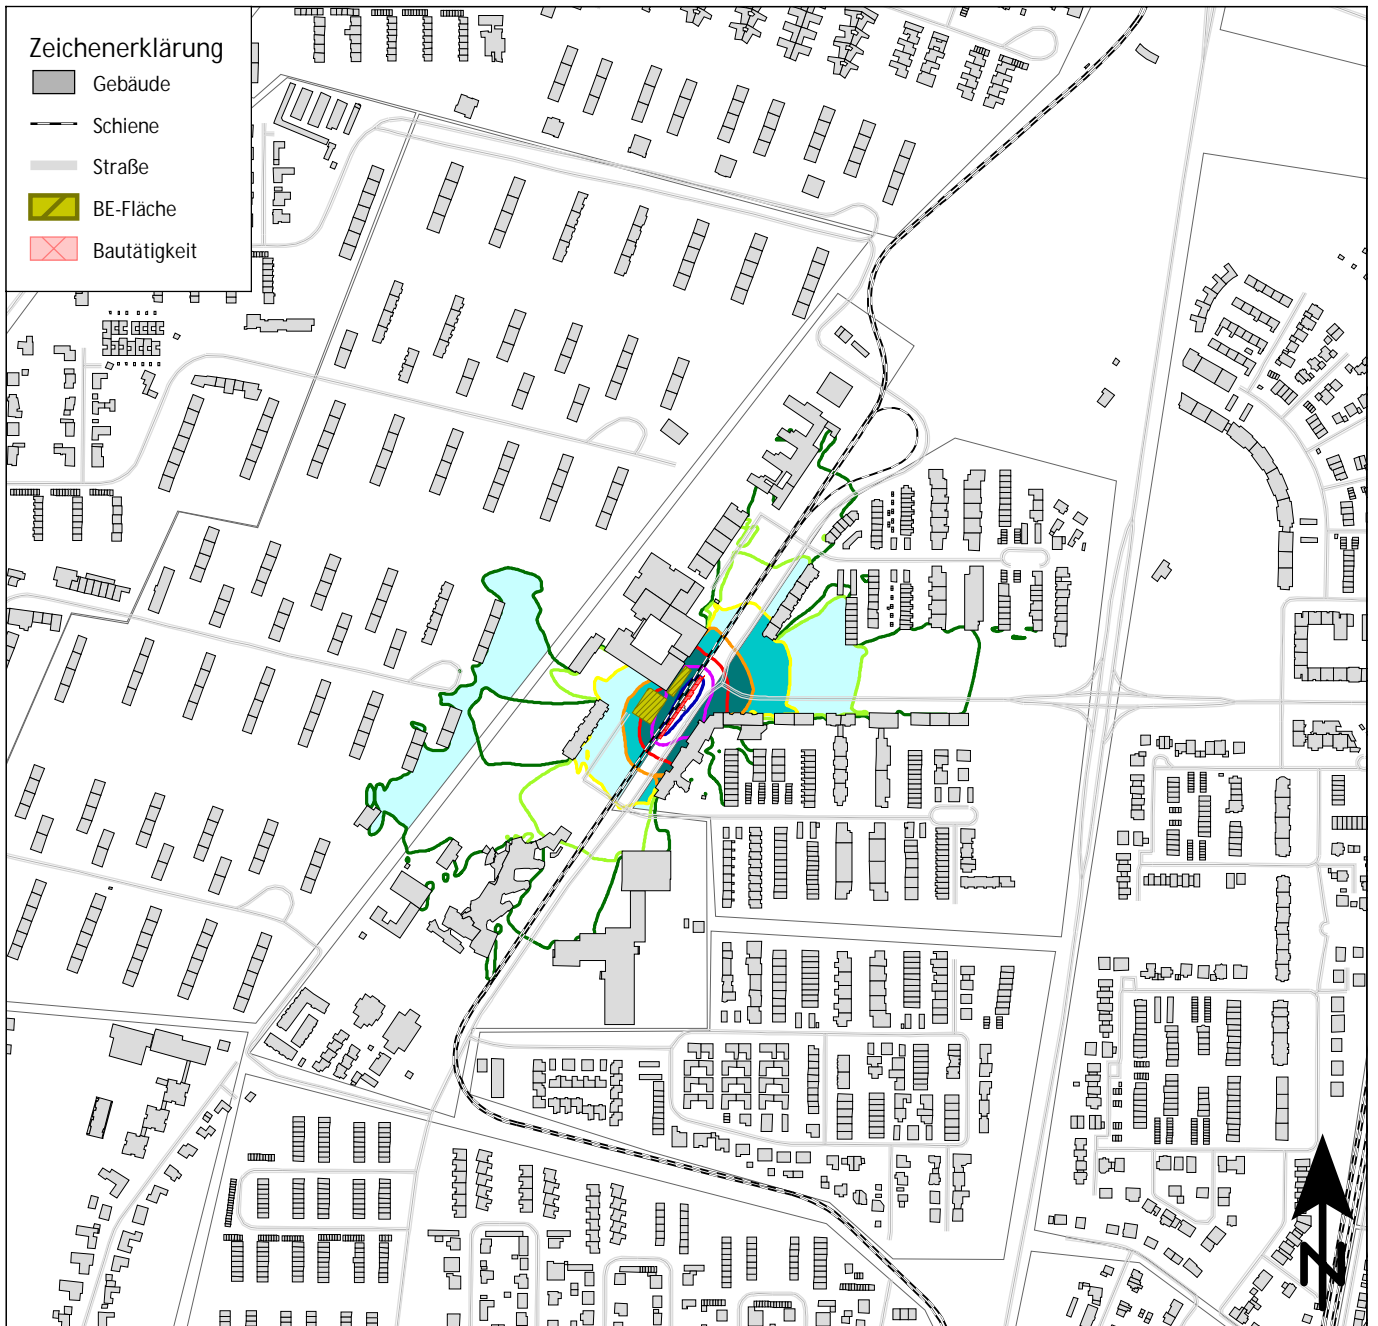 Zeichenerklärung
Gebäude
Schiene
Straße
BE-Fläche
Bautätigkeit
N